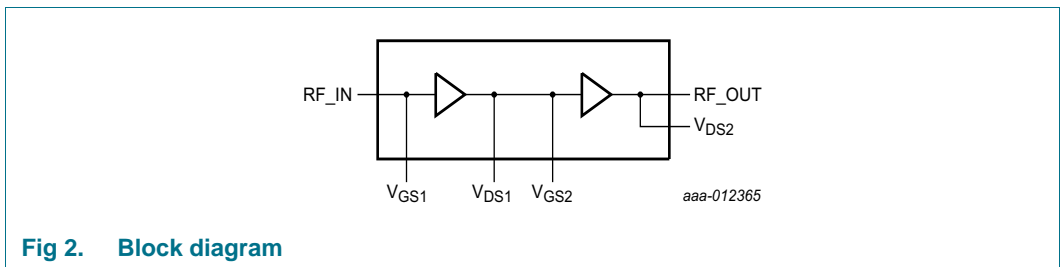 RF_IN
RF_OUT
VDS2
VGS1 VDS1 VGS2
aaa-012365
Fig 2. Block diagram